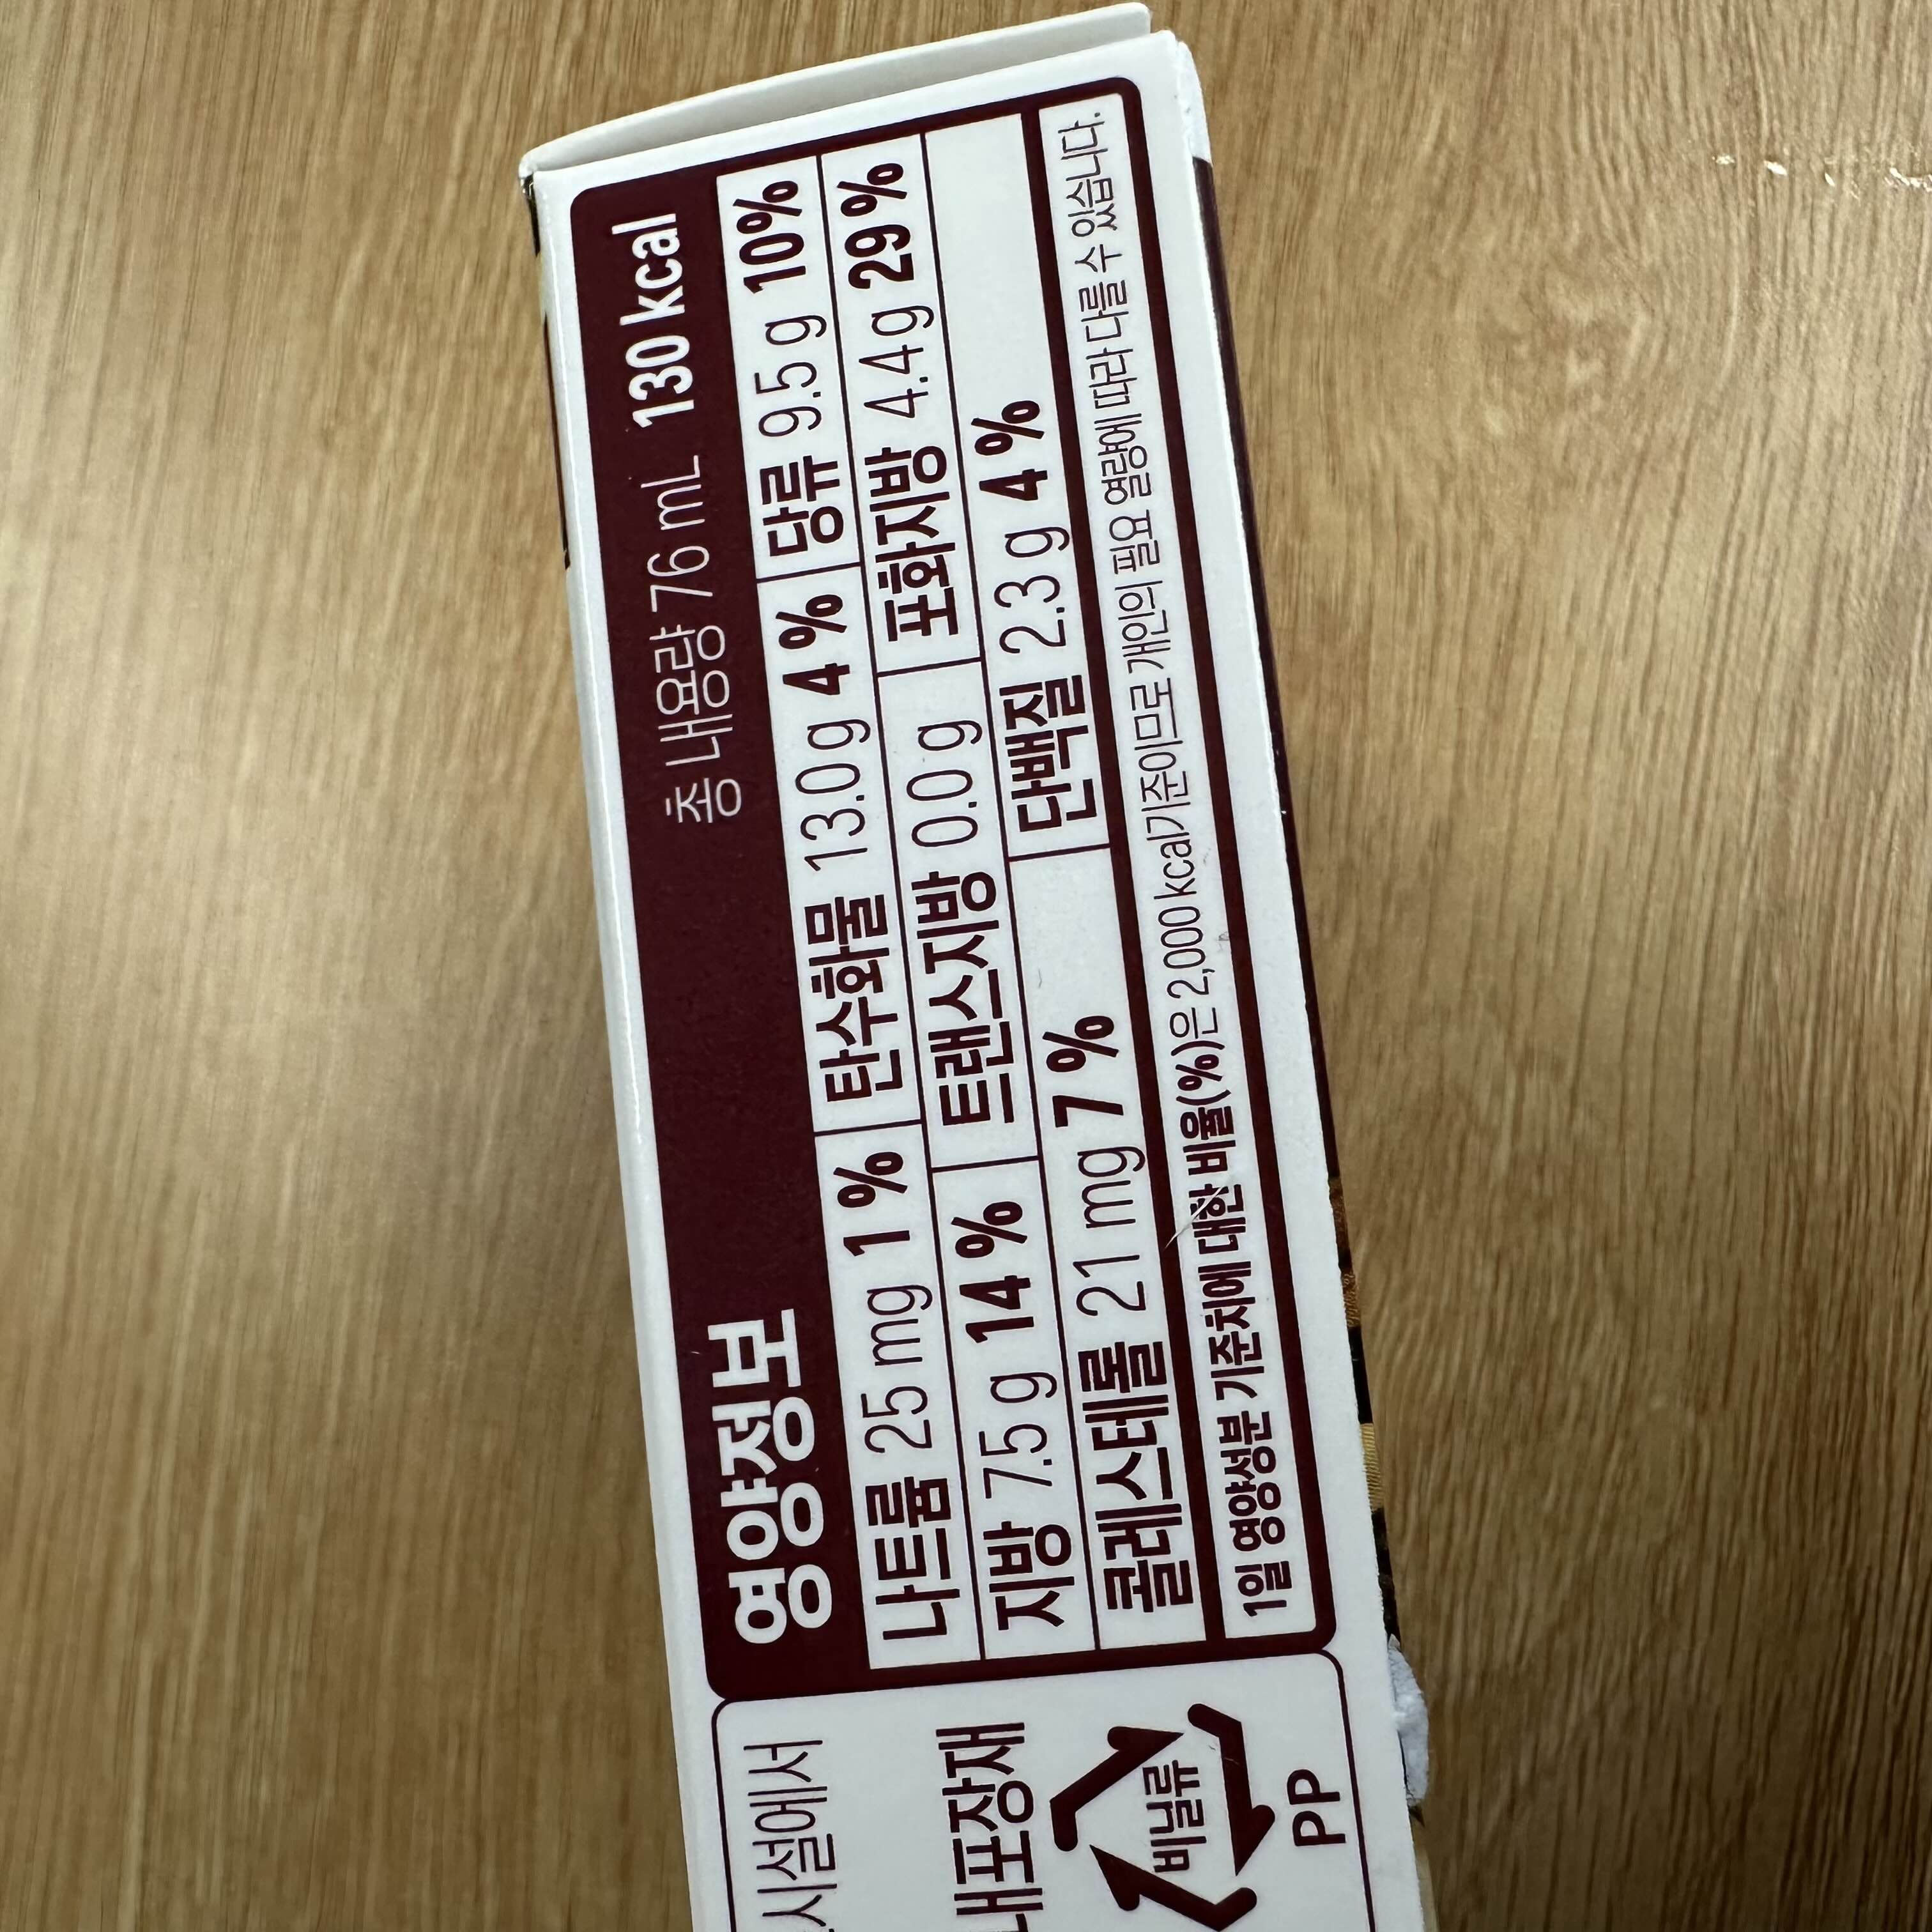 영양정보 총 내용량 76 mL 130 kcal
나트륨 25 mg 1 % 탄수화물 13.0 g 4 % 당류 9.5 g 10%
지방 7.5 g 14 % 트랜스지방 0.0 g 포화지방 4.4 g 29 %
콜레스테롤 21 mg 7 % 단백질 2.3 g 4 %
1일 영양성분 기준치에 대한 비율(%)은 2,000 kcal기준이므로 개인의 필요 열량에 따라 다를 수 있습니다.
시설에서
내포장재
비닐류
PP